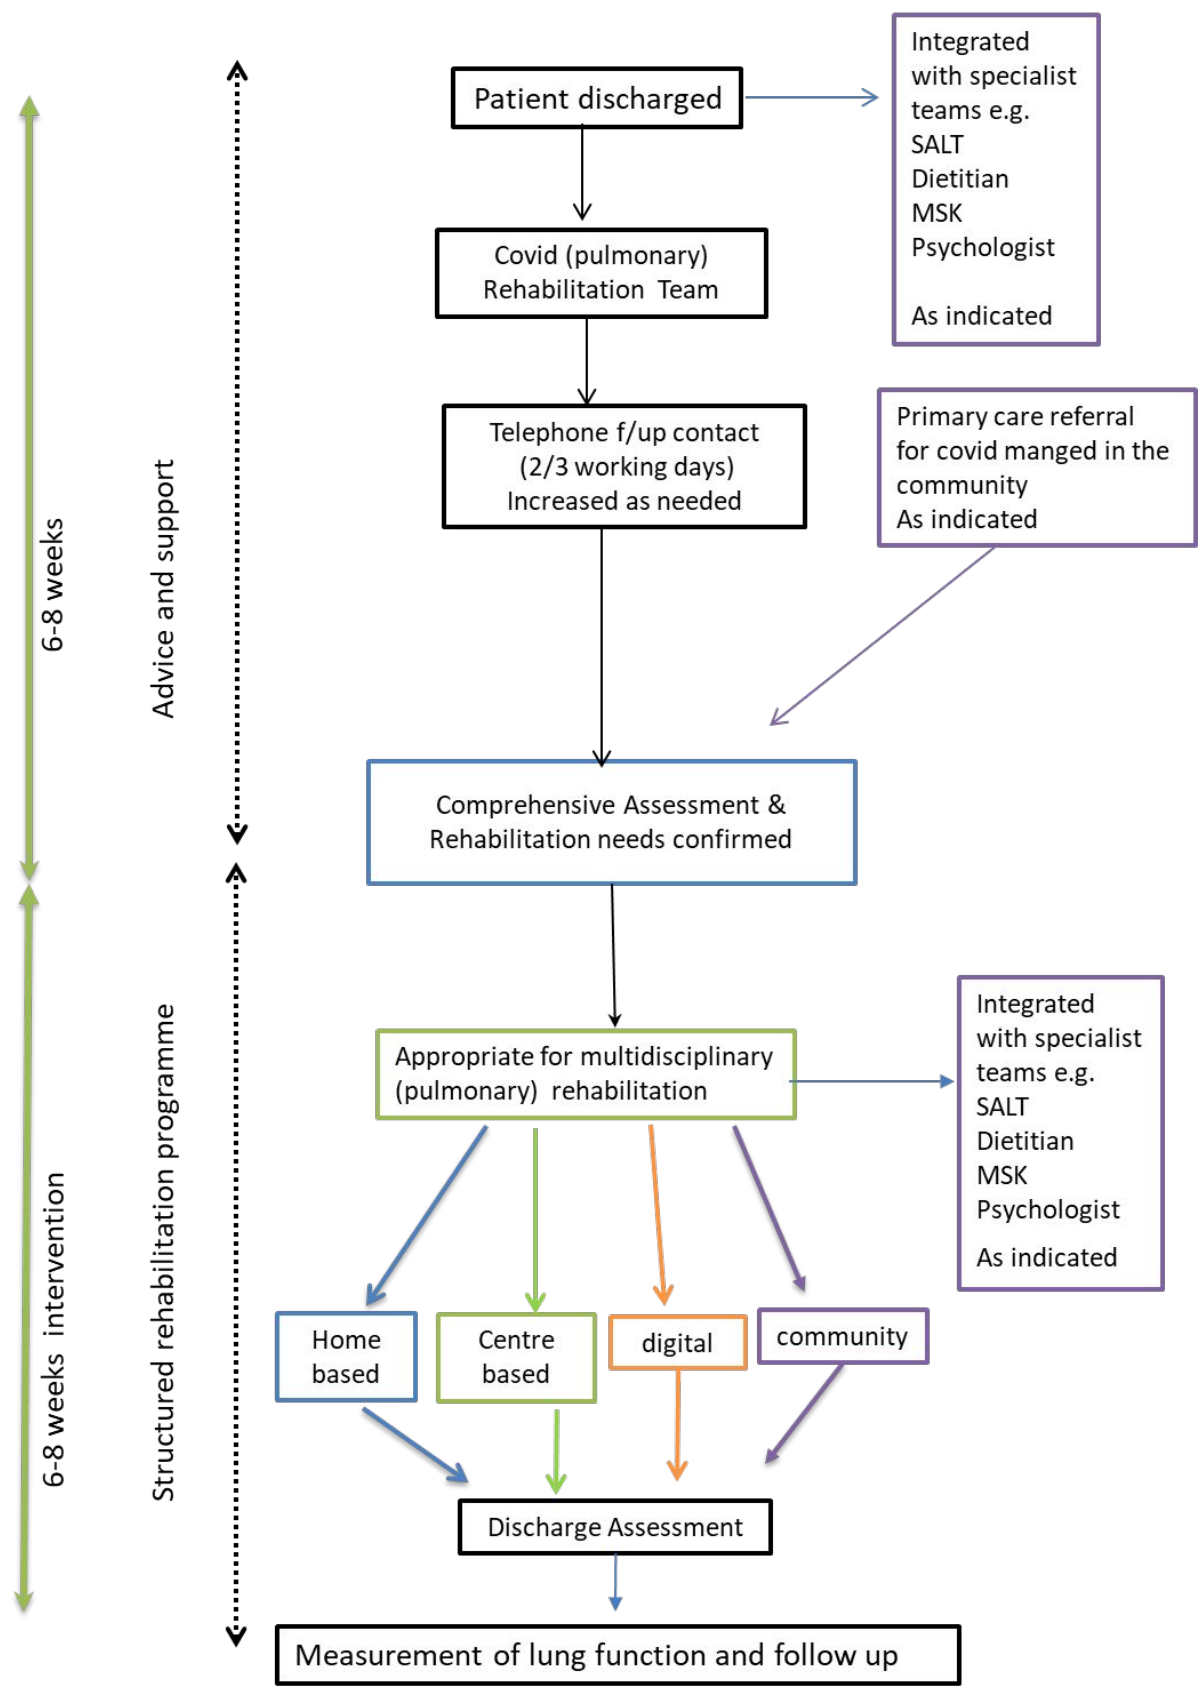 Patient discharged
Integrated
with specialist
teams e.g.
SALT
Dietitian
MSK
Psychologist
As indicated
Covid (pulmonary)
Rehabilitation Team
Telephone f/up contact
(2/3 working days)
Increased as needed
Primary care referral
for covid manged in the
community
As indicated
6-8 weeks
Advice and support
Comprehensive Assessment &
Rehabilitation needs confirmed
Appropriate for multidisciplinary
(pulmonary) rehabilitation
Integrated
with specialist
teams e.g.
SALT
Dietitian
MSK
Psychologist
As indicated
6-8 weeks intervention
Structured rehabilitation programme
Home
based
Centre
based
digital
community
Discharge Assessment
Measurement of lung function and follow up